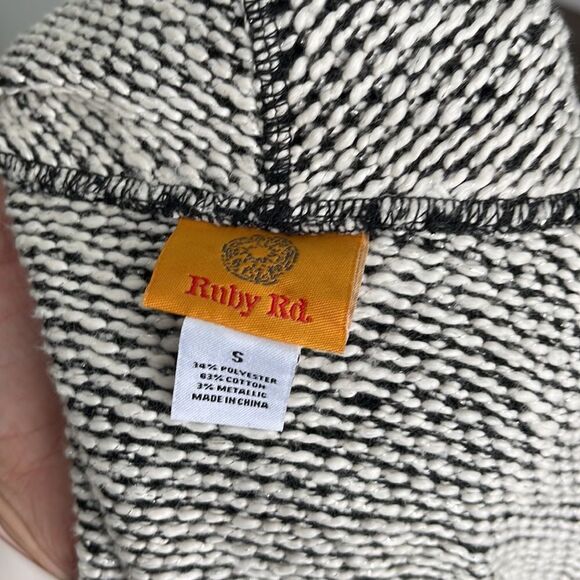 Ruby Rd.
S
34% POLYESTER
63% COTTON
3% METALLIC
MADE IN CHINA